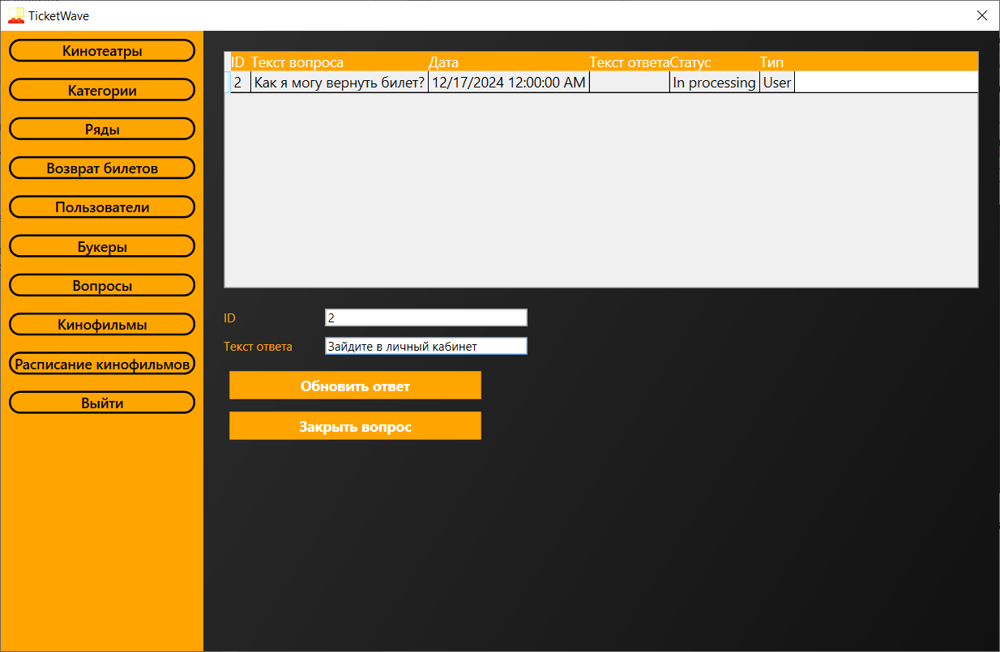 TicketWave
Кинотеатры
Категории
Ряды
Возврат билетов
Пользователи
Букеры
Вопросы
Кинофильмы
Расписание кинофильмов
Выйти
ID Текст вопроса Дата Текст ответа Статус Тип
2 Как я могу вернуть билет? 12/17/2024 12:00:00 AM In processing User
ID 2
Текст ответа Зайдите в личный кабинет
Обновить ответ
Закрыть вопрос